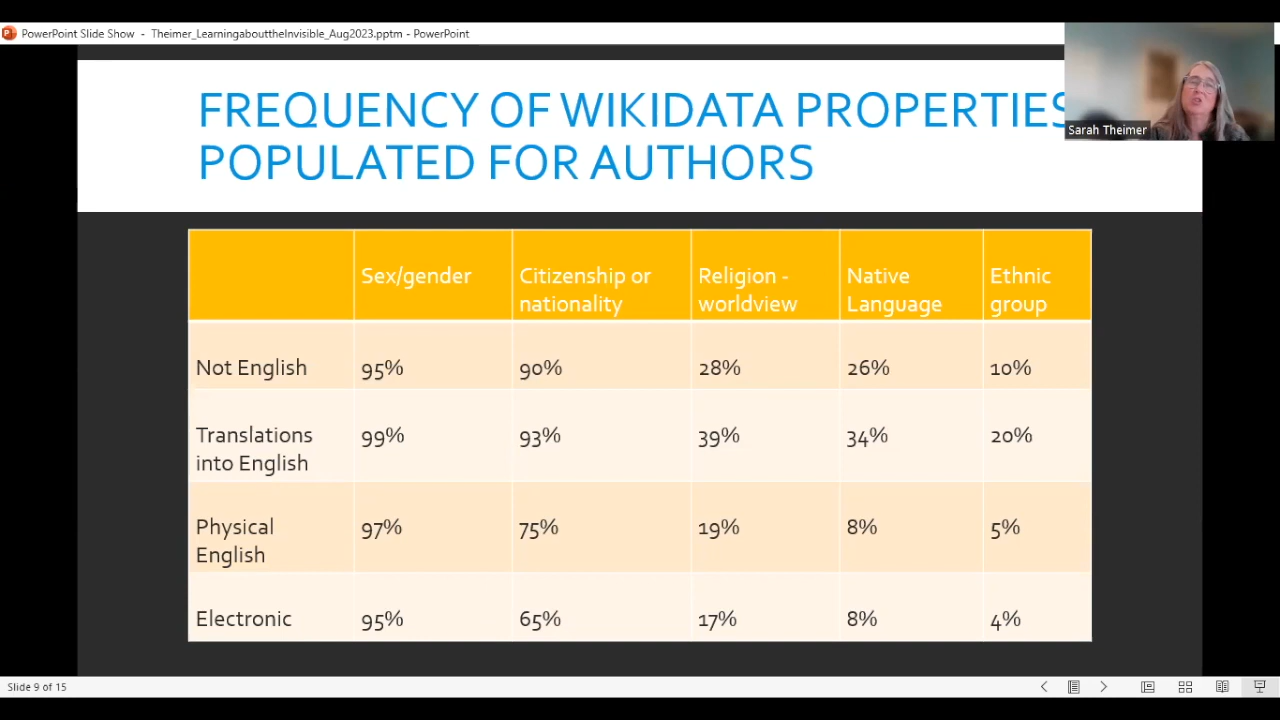 PowerPoint Slide Show - Theimer_LearningabouttheInvisible_Aug2023.pptm - PowerPoint
Sarah Theimer
FREQUENCY OF WIKIDATA PROPERTIES
POPULATED FOR AUTHORS
Sex/gender
Citizenship or
nationality
Religion -
worldview
Native
Language
Ethnic
group
Not English
95%
90%
28%
26%
10%
Translations
into English
99%
93%
39%
34%
20%
Physical
English
97%
75%
19%
8%
5%
Electronic
95%
65%
17%
8%
4%
Slide 9 of 15